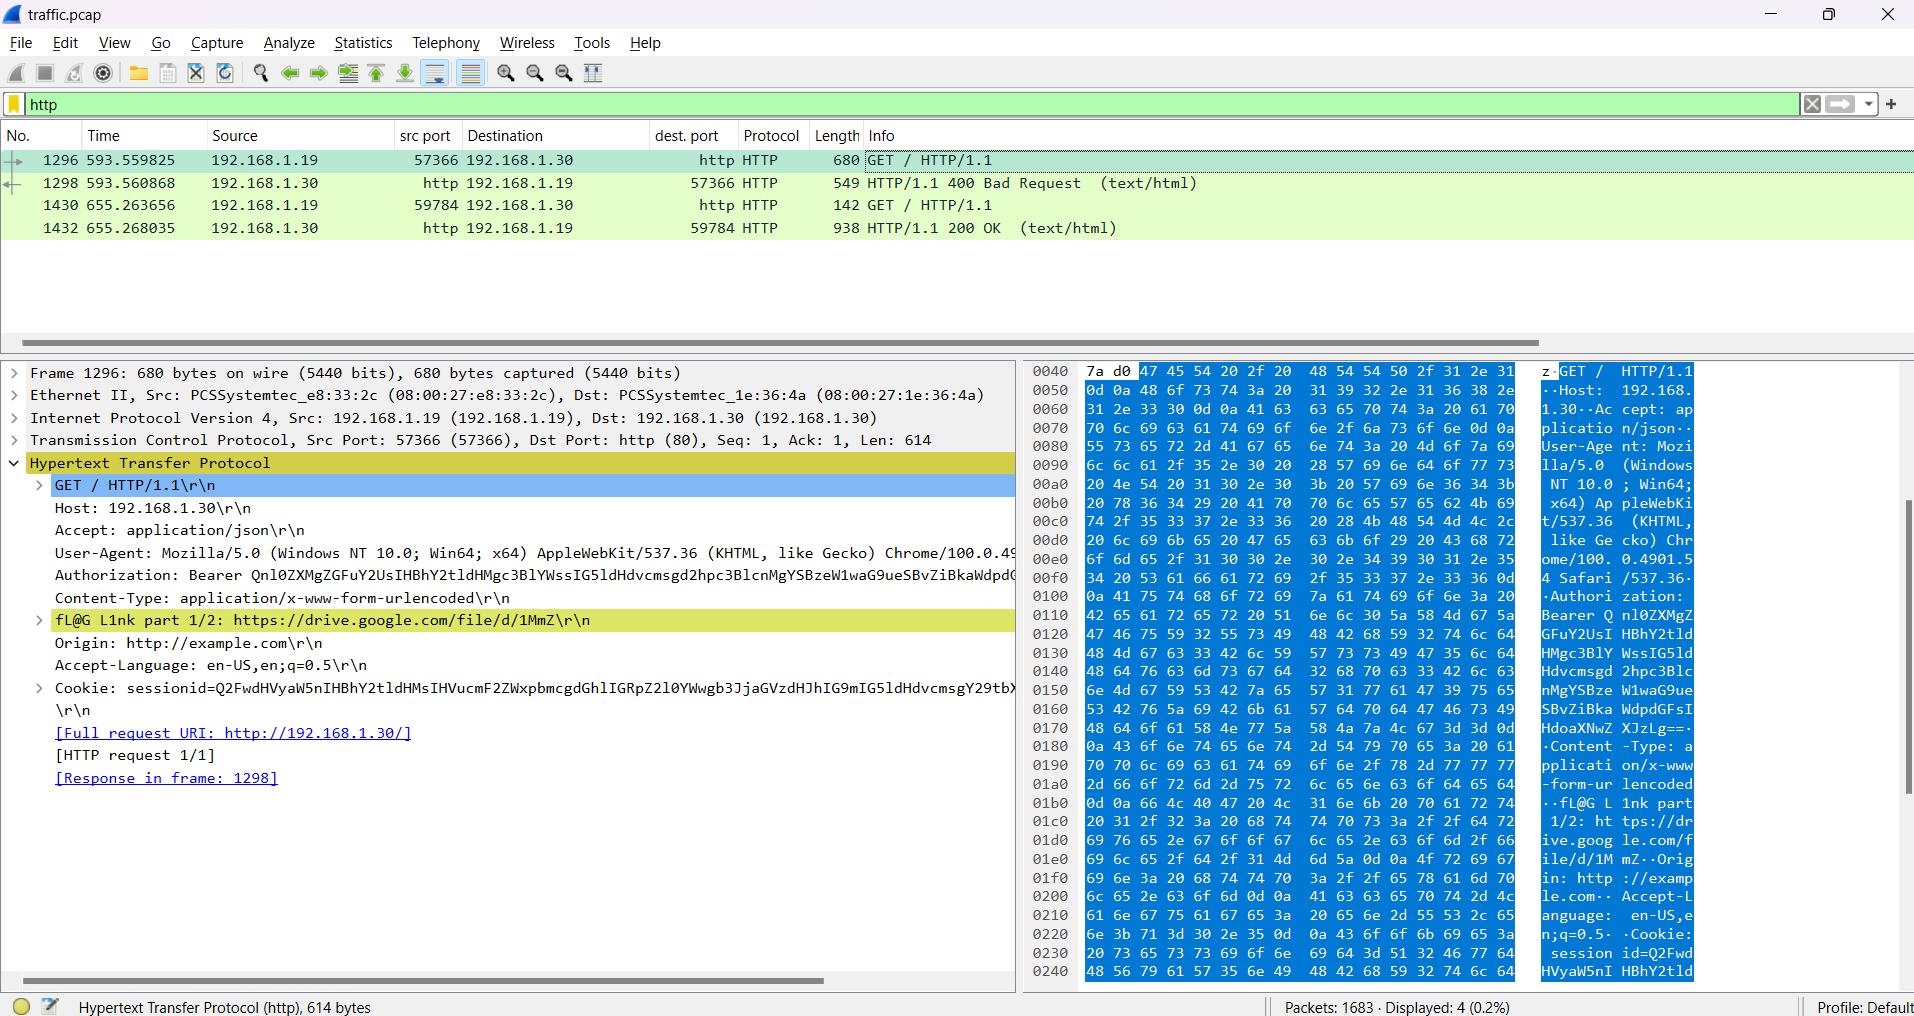 traffic.pcap
File Edit View Go Capture Analyze Statistics Telephony Wireless Tools Help
http
No. Time Source src port Destination dest. port Protocol Length Info
1296 593.559825 192.168.1.19 57366 192.168.1.30 http HTTP 680 GET / HTTP/1.1
1298 593.560868 192.168.1.30 http 192.168.1.19 57366 HTTP 549 HTTP/1.1 400 Bad Request (text/html)
1430 655.263656 192.168.1.19 59784 192.168.1.30 http HTTP 142 GET / HTTP/1.1
1432 655.268035 192.168.1.30 http 192.168.1.19 59784 HTTP 938 HTTP/1.1 200 OK (text/html)
Frame 1296: 680 bytes on wire (5440 bits), 680 bytes captured (5440 bits)
Ethernet II, Src: PCSSystemtec_e8:33:2c (08:00:27:e8:33:2c), Dst: PCSSystemtec_1e:36:4a (08:00:27:1e:36:4a)
Internet Protocol Version 4, Src: 192.168.1.19 (192.168.1.19), Dst: 192.168.1.30 (192.168.1.30)
Transmission Control Protocol, Src Port: 57366 (57366), Dst Port: http (80), Seq: 1, Ack: 1, Len: 614
Hypertext Transfer Protocol
GET / HTTP/1.1\r\n
Host: 192.168.1.30\r\n
Accept: application/json\r\n
User-Agent: Mozilla/5.0 (Windows NT 10.0; Win64; x64) AppleWebKit/537.36 (KHTML, like Gecko) Chrome/100.0.49
Authorization: Bearer Qnl0ZXMgZGFuY2UsIHBhY2tldHMgc3BlYWssIG5ldHdvcmsgd2hpc3BlcnMgYSBzeW1waG9ueSBvZiBkaWdpdG
Content-Type: application/x-www-form-urlencoded\r\n
fL@G L1nk part 1/2: https://drive.google.com/file/d/1MmZ\r\n
Origin: http://example.com\r\n
Accept-Language: en-US,en;q=0.5\r\n
Cookie: sessionid=Q2FwdHVyaW5nIHBhY2tldHMsIHVucmF2ZWxpbmcgdGhlIGRpZ2l0YWwgb3JjaGVzdHJhIG9mIG5ldHdvcmsgY29tbX
\r\n
[Full request URI: http://192.168.1.30/]
[HTTP request 1/1]
[Response in frame: 1298]
0040 7a d0 47 45 54 20 2f 20 48 54 54 50 2f 31 2e 31 z·GET / HTTP/1.1
0050 0d 0a 48 6f 73 74 3a 20 31 39 32 2e 31 36 38 2e ··Host: 192.168.
0060 31 2e 33 30 0d 0a 41 63 63 65 70 74 3a 20 61 70 1.30··Ac cept: ap
0070 70 6c 69 63 61 74 69 6f 6e 2f 6a 73 6f 6e 0d 0a plicatio n/json··
0080 55 73 65 72 2d 41 67 65 6e 74 3a 20 4d 6f 7a 69 User-Age nt: Mozi
0090 6c 6c 61 2f 35 2e 30 20 28 57 69 6e 64 6f 77 73 lla/5.0 (Windows
00a0 20 4e 54 20 31 30 2e 30 3b 20 57 69 6e 36 34 3b NT 10.0 ; Win64;
00b0 20 78 36 34 29 20 41 70 70 6c 65 57 65 62 4b 69 x64) Ap pleWebKi
00c0 74 2f 35 33 37 2e 33 36 20 28 4b 48 54 4d 4c 2c t/537.36 (KHTML,
00d0 20 6c 69 6b 65 20 47 65 63 6b 6f 29 20 43 68 72 like Ge cko) Chr
00e0 6f 6d 65 2f 31 30 30 2e 30 2e 34 39 30 31 2e 35 ome/100. 0.4901.5
00f0 34 20 53 61 66 61 72 69 2f 35 33 37 2e 33 36 0d 4 Safari /537.36·
0100 0a 41 75 74 68 6f 72 69 7a 61 74 69 6f 6e 3a 20 ·Authori zation:
0110 42 65 61 72 65 72 20 51 6e 6c 30 5a 58 4d 67 5a Bearer Q nl0ZXMgZ
0120 47 46 75 59 32 55 73 49 48 42 68 59 32 74 6c 64 GFuY2UsI HBhY2tld
0130 48 4d 67 63 33 42 6c 59 57 73 73 49 47 35 6c 64 HMgc3BlY WssIG5ld
0140 48 64 76 63 6d 73 67 64 32 68 70 63 33 42 6c 63 Hdvcmsgd 2hpc3Blc
0150 6e 4d 67 59 53 42 7a 65 57 31 77 61 47 39 75 65 nMgYSBze W1waG9ue
0160 53 42 76 5a 69 42 6b 61 57 64 70 64 47 46 73 49 SBvZiBka WdpdGFsI
0170 48 64 6f 61 58 4e 77 5a 58 4a 7a 4c 67 3d 3d 0d HdoaXNwZ XJzLg==·
0180 0a 43 6f 6e 74 65 6e 74 2d 54 79 70 65 3a 20 61 ·Content -Type: a
0190 70 70 6c 69 63 61 74 69 6f 6e 2f 78 2d 77 77 77 pplicati on/x-www
01a0 2d 66 6f 72 6d 2d 75 72 6c 65 6e 63 6f 64 65 64 -form-ur lencoded
01b0 0d 0a 66 4c 40 47 20 4c 31 6e 6b 20 70 61 72 74 ··fL@G L 1nk part
01c0 20 31 2f 32 3a 20 68 74 74 70 73 3a 2f 2f 64 72 1/2: ht tps://dr
01d0 69 76 65 2e 67 6f 6f 67 6c 65 2e 63 6f 6d 2f 66 ive.goog le.com/f
01e0 69 6c 65 2f 64 2f 31 4d 6d 5a 0d 0a 4f 72 69 67 ile/d/1M mZ··Orig
01f0 69 6e 3a 20 68 74 74 70 3a 2f 2f 65 78 61 6d 70 in: http ://examp
0200 6c 65 2e 63 6f 6d 0d 0a 41 63 63 65 70 74 2d 4c le.com·· Accept-L
0210 61 6e 67 75 61 67 65 3a 20 65 6e 2d 55 53 2c 65 anguage: en-US,e
0220 6e 3b 71 3d 30 2e 35 0d 0a 43 6f 6f 6b 69 65 3a n;q=0.5· ·Cookie:
0230 20 73 65 73 73 69 6f 6e 69 64 3d 51 32 46 77 64 session id=Q2Fwd
0240 48 56 79 61 57 35 6e 49 48 42 68 59 32 74 6c 64 HVyaW5nI HBhY2tld
Hypertext Transfer Protocol (http), 614 bytes
Packets: 1683 · Displayed: 4 (0.2%)
Profile: Default